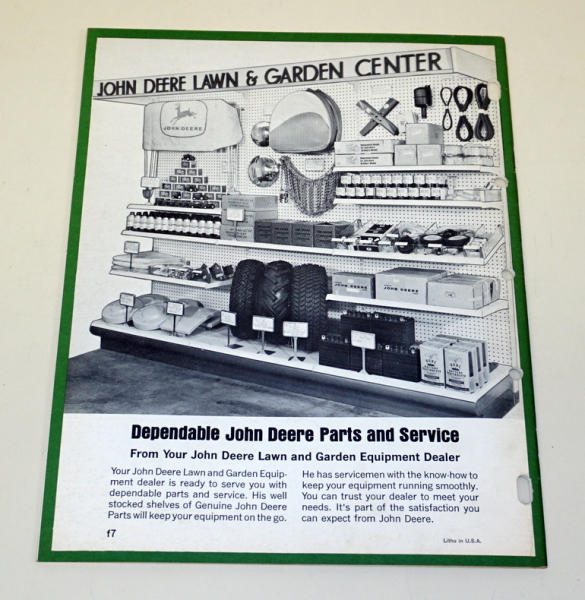 JOHN DEERE LAWN & GARDEN CENTER
JOHN DEERE
JOHN DEERE
Dependable John Deere Parts and Service
From Your John Deere Lawn and Garden Equipment Dealer
Your John Deere Lawn and Garden Equip-
ment dealer is ready to serve you with
dependable parts and service. His well
stocked shelves of Genuine John Deere
Parts will keep your equipment on the go.
He has servicemen with the know-how to
keep your equipment running smoothly.
You can trust your dealer to meet your
needs. It's part of the satisfaction you
can expect from John Deere.
f7
Litho in U.S.A.